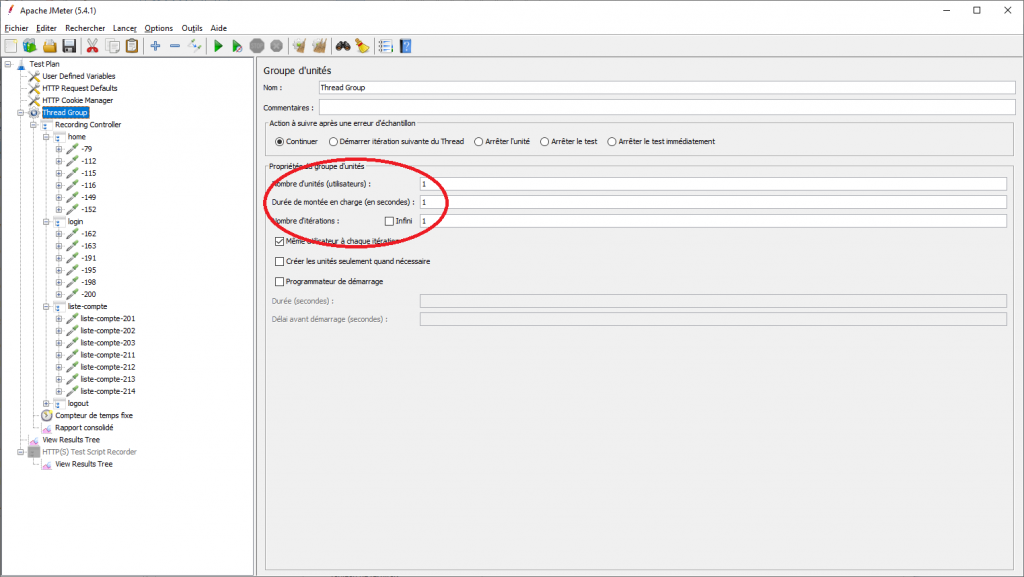 Apache JMeter (5.4.1)
Fichier Editer Rechercher Lancer Options Outils Aide
Test Plan
User Defined Variables
HTTP Request Defaults
HTTP Cookie Manager
Thread Group
Recording Controller
home
-79
-112
-115
-116
-149
-152
login
-162
-163
-191
-195
-198
-200
liste-compte
liste-compte-201
liste-compte-202
liste-compte-203
liste-compte-211
liste-compte-212
liste-compte-213
liste-compte-214
logout
Compteur de temps fixe
Rapport consolidé
View Results Tree
HTTP(S) Test Script Recorder
View Results Tree
Groupe d'unités
Nom : Thread Group
Commentaires :
Action à suivre après une erreur d'échantillon
Continuer Démarrer itération suivante du Thread Arrêter l'unité Arrêter le test Arrêter le test immédiatement
Propriétés du groupe d'unités
Nombre d'unités (utilisateurs) : 1
Durée de montée en charge (en secondes) : 1
Nombre d'itérations : Infini 1
Même utilisateur à chaque itération
Créer les unités seulement quand nécessaire
Programmateur de démarrage
Durée (secondes) :
Délai avant démarrage (secondes) :